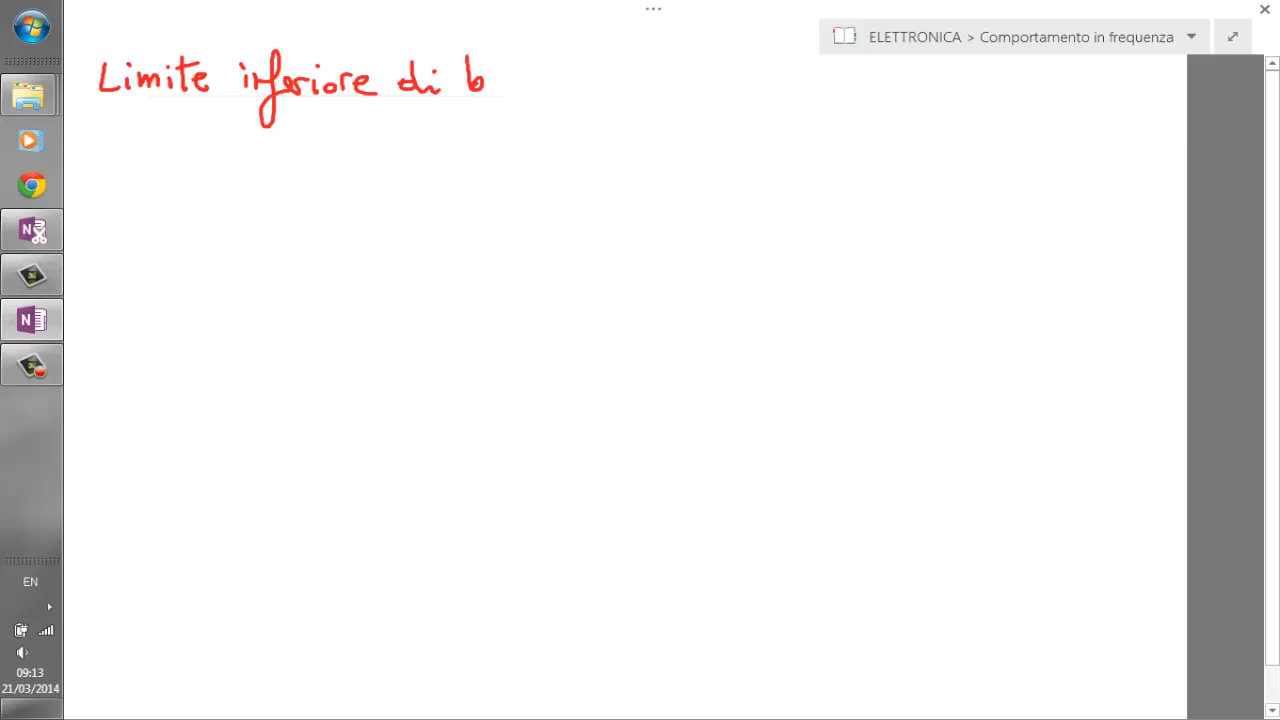 ELETTRONICA > Comportamento in frequenza
Limite inferiore di b
EN
09:13
21/03/2014